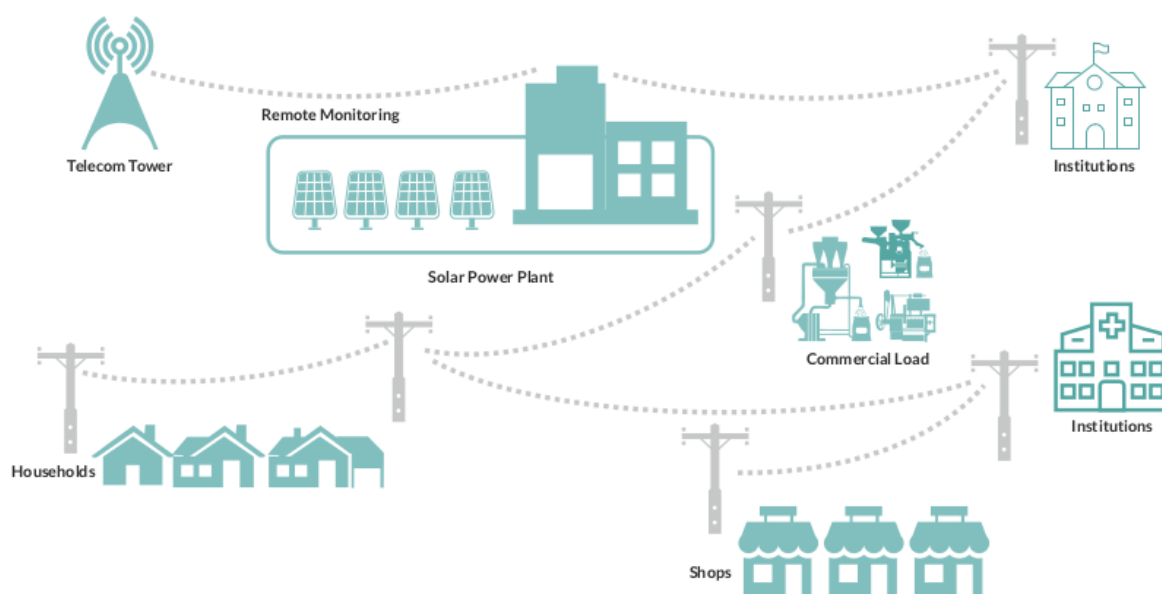 Remote Monitoring
Telecom Tower
Institutions
Solar Power Plant
Commercial Load
Institutions
Households
Shops